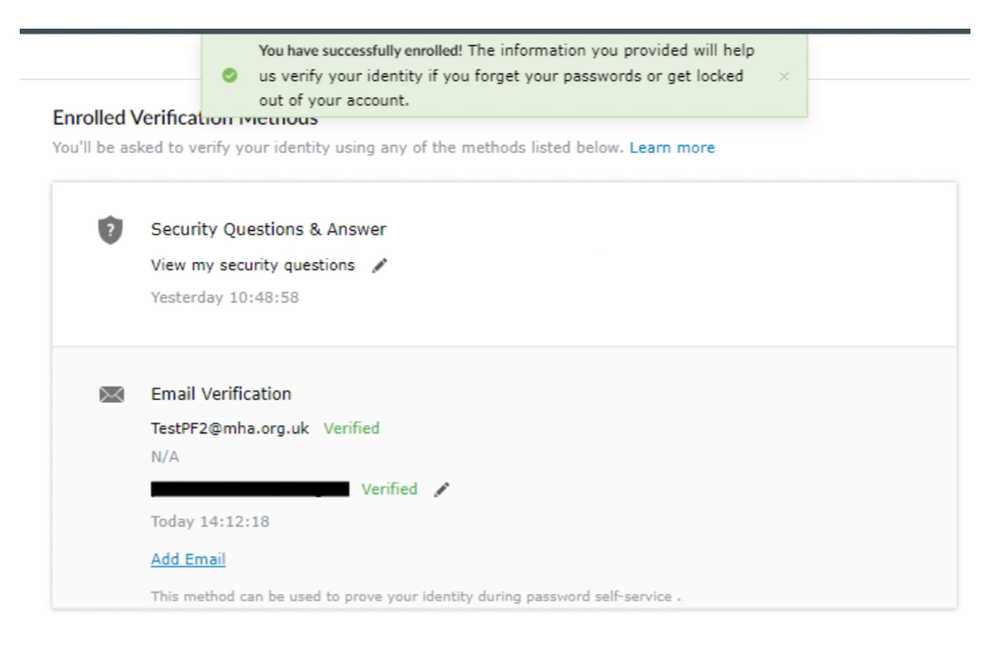 You have successfully enrolled! The information you provided will help
us verify your identity if you forget your passwords or get locked
out of your account.
Enrolled Verification Methods
You'll be asked to verify your identity using any of the methods listed below. Learn more
Security Questions & Answer
View my security questions
Yesterday 10:48:58
Email Verification
TestPF2@mha.org.uk Verified
N/A
Verified
Today 14:12:18
Add Email
This method can be used to prove your identity during password self-service .